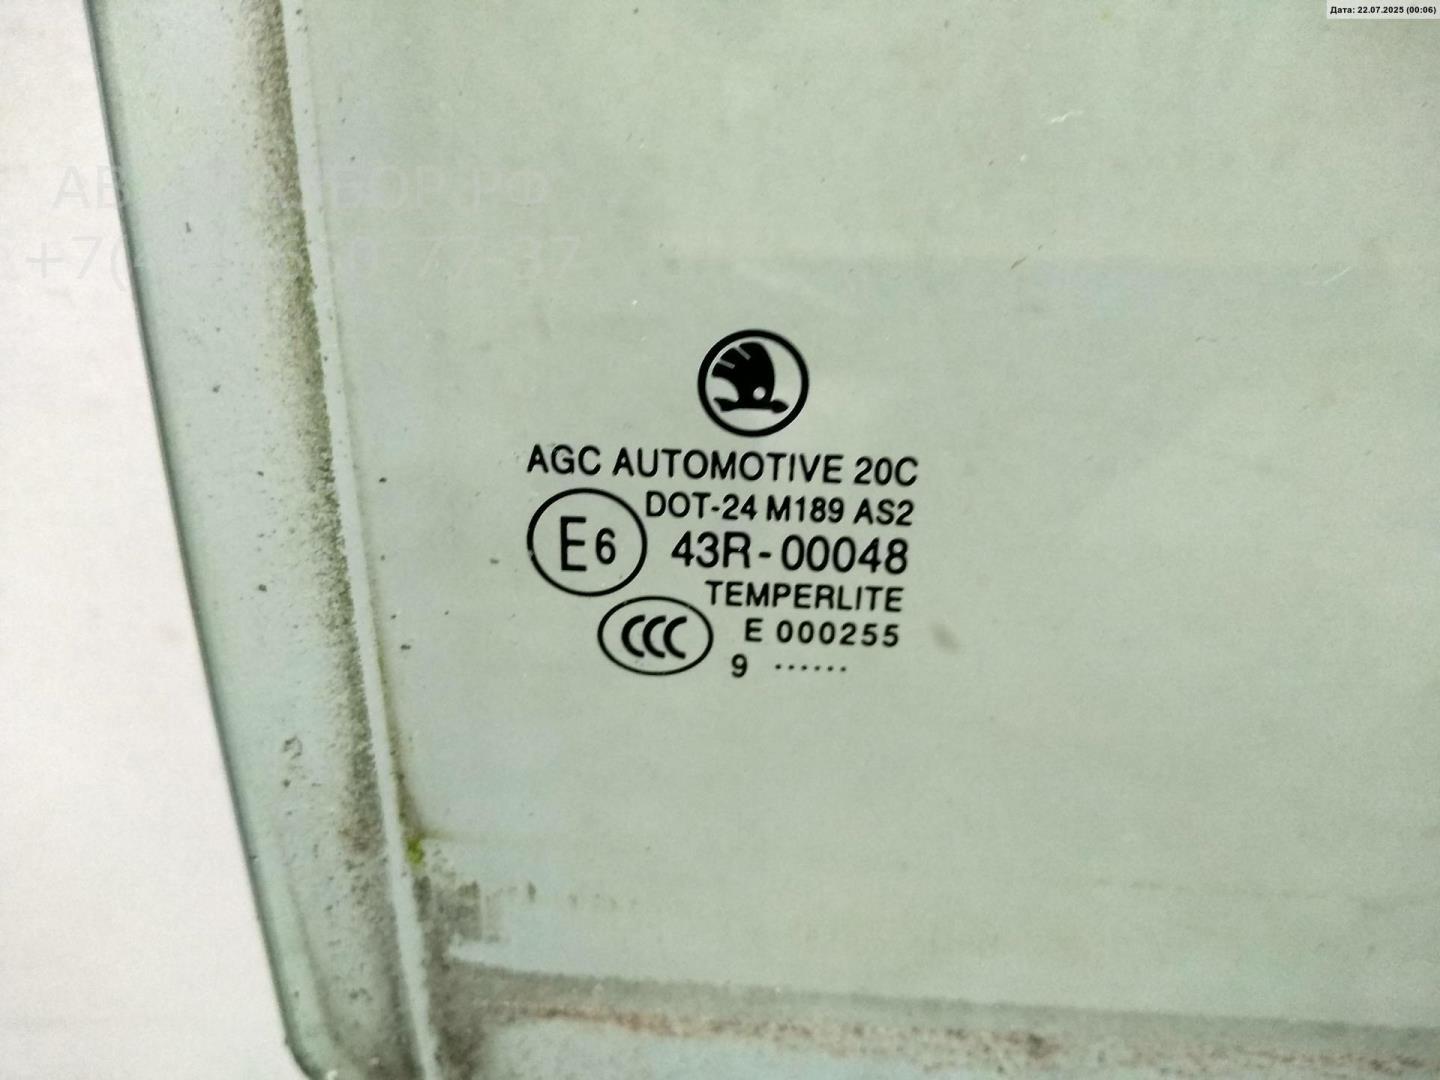 Дата: 22.07.2025 (00:06)
AGC AUTOMOTIVE 20C
DOT-24 M189 AS2
E6 43R-00048
TEMPERLITE
CCC E 000255
9 ......